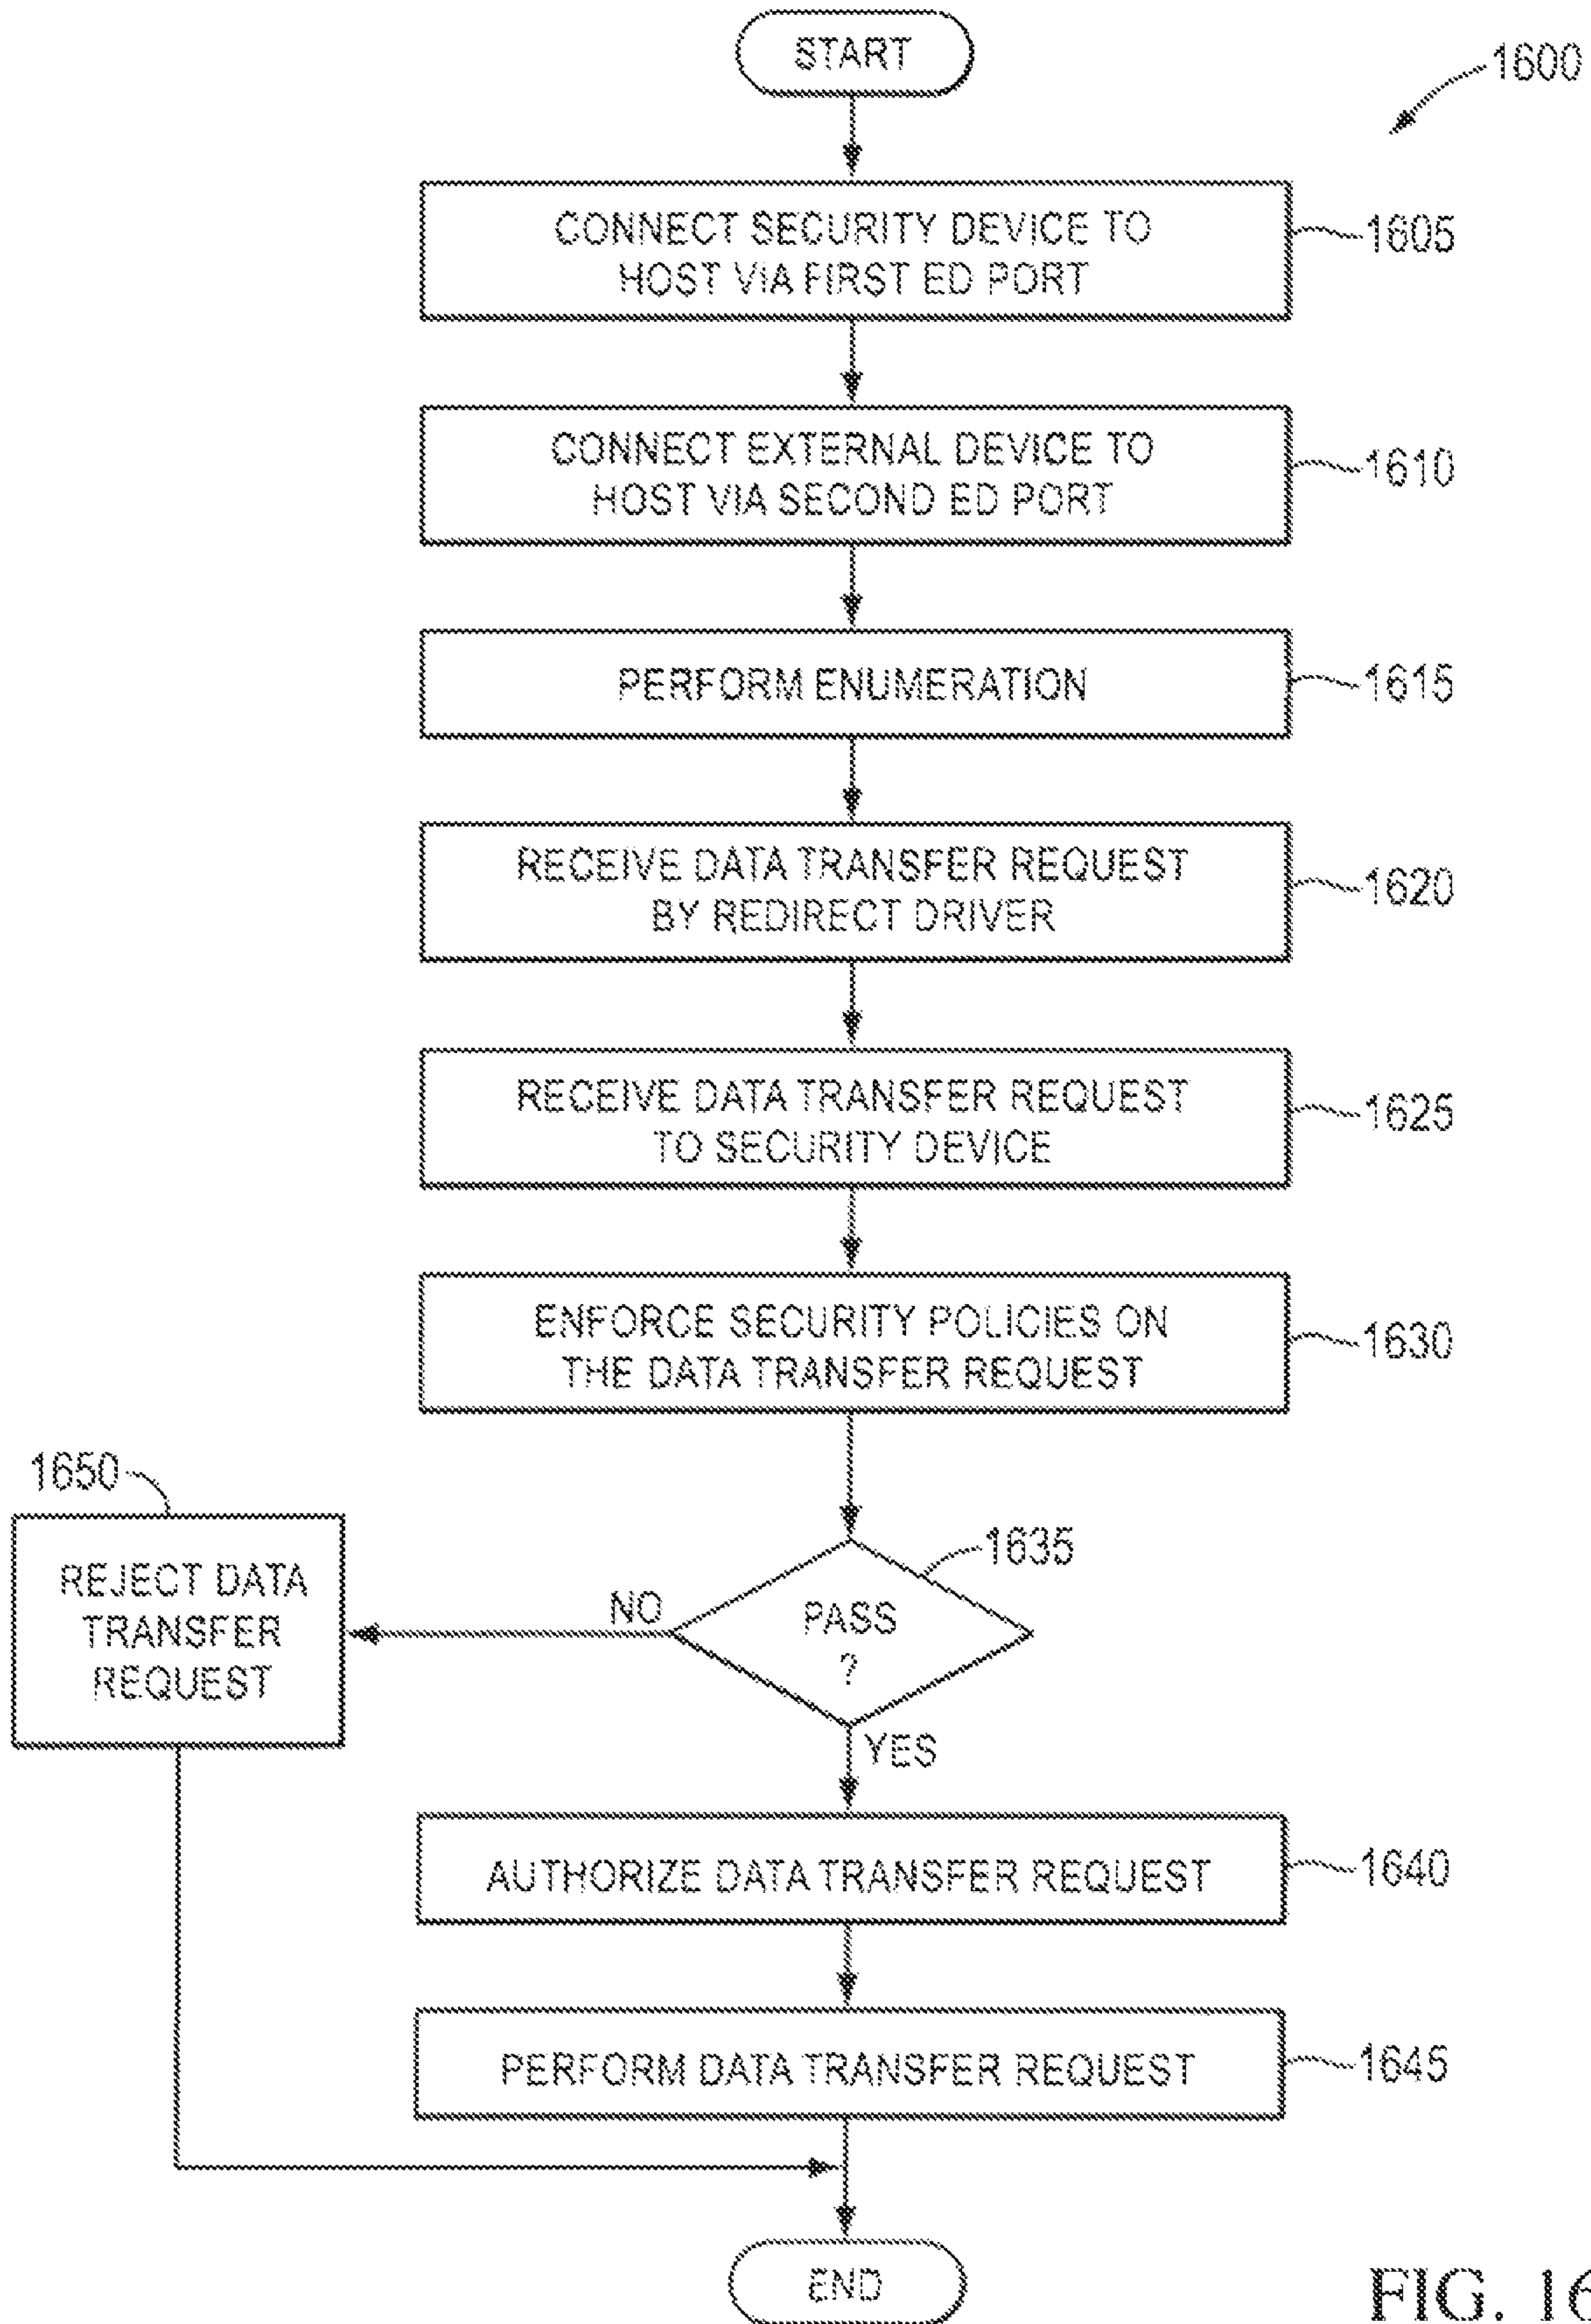 START
1600
CONNECT SECURITY DEVICE TO
HOST VIA FIRST ED PORT
1605
CONNECT EXTERNAL DEVICE TO
HOST VIA SECOND ED PORT
1610
PERFORM ENUMERATION
1615
RECEIVE DATA TRANSFER REQUEST
BY REDIRECT DRIVER
1620
RECEIVE DATA TRANSFER REQUEST
TO SECURITY DEVICE
1625
ENFORCE SECURITY POLICIES ON
THE DATA TRANSFER REQUEST
1630
1650
REJECT DATA
TRANSFER
REQUEST
NO
PASS
?
1635
YES
AUTHORIZE DATA TRANSFER REQUEST
1640
PERFORM DATA TRANSFER REQUEST
1645
END
FIG. 16